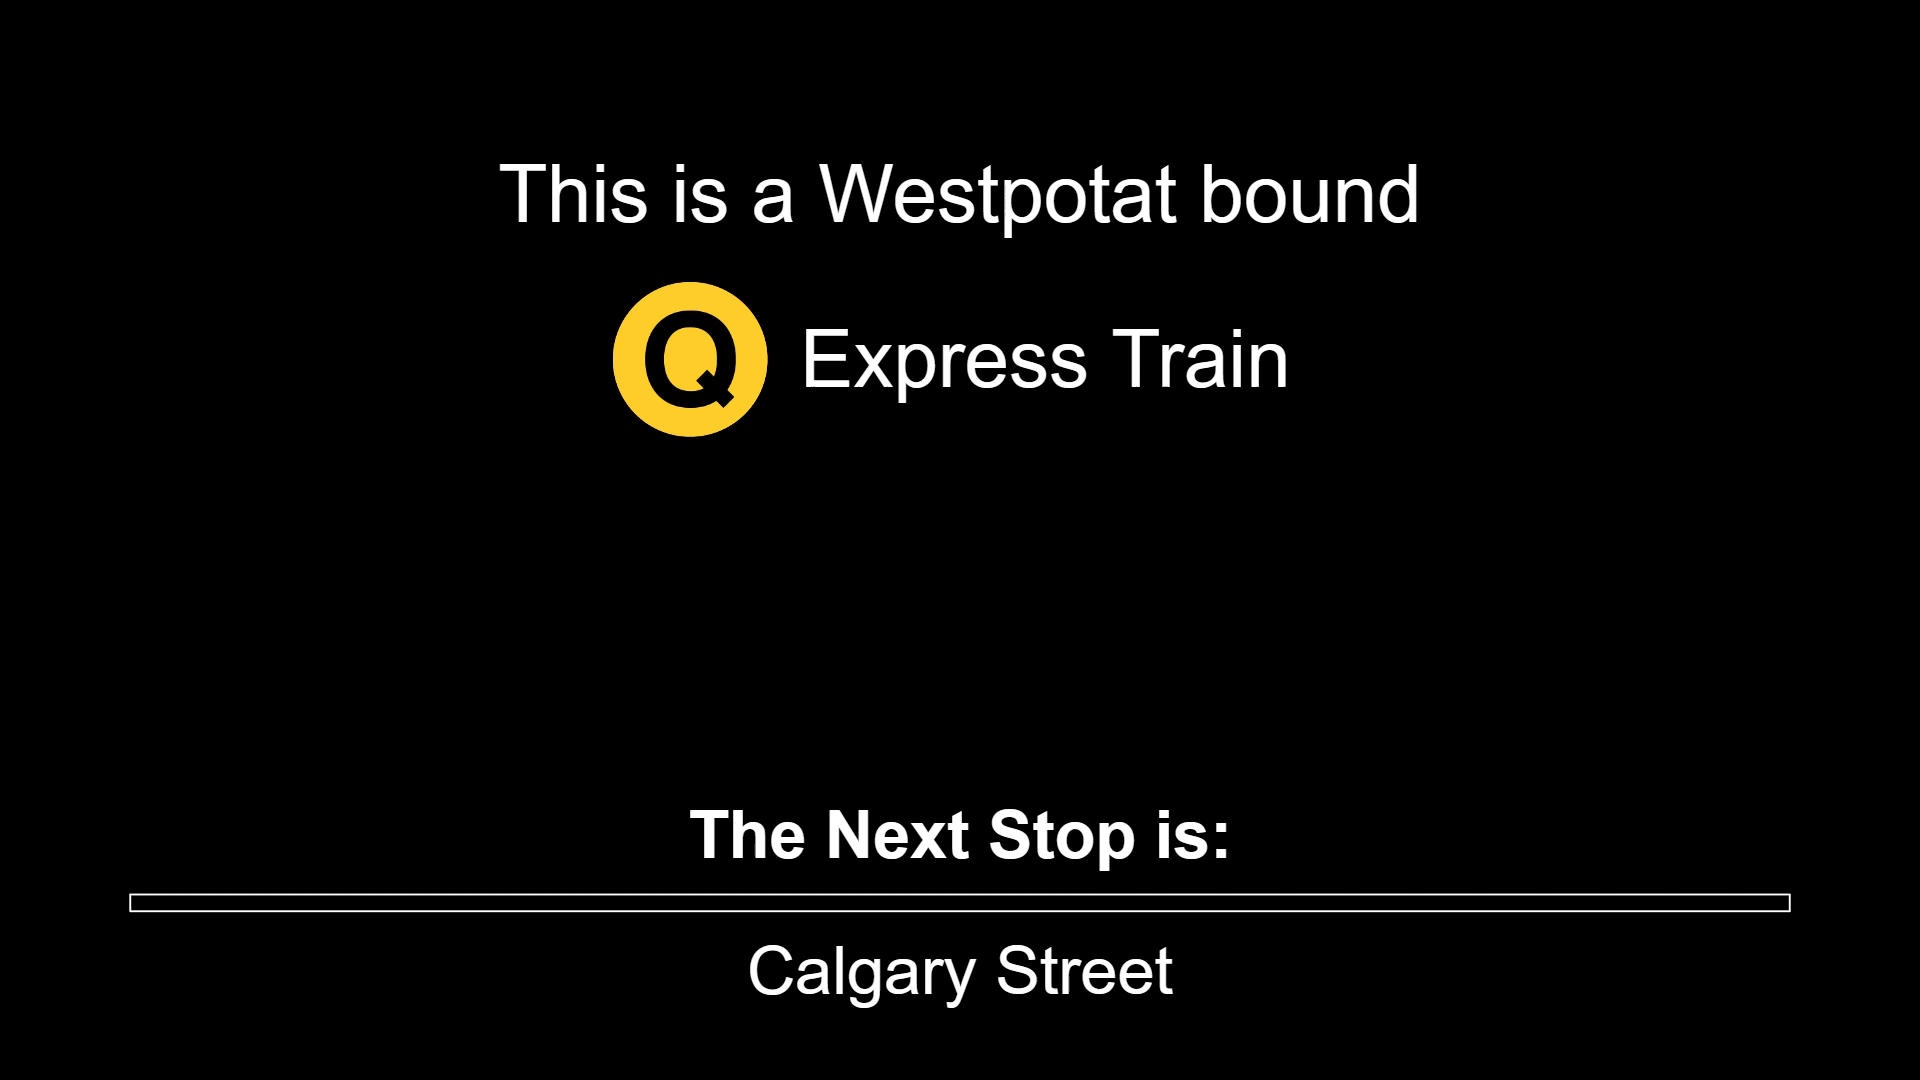 This is a Westpotat bound
Q Express Train
The Next Stop is:
Calgary Street